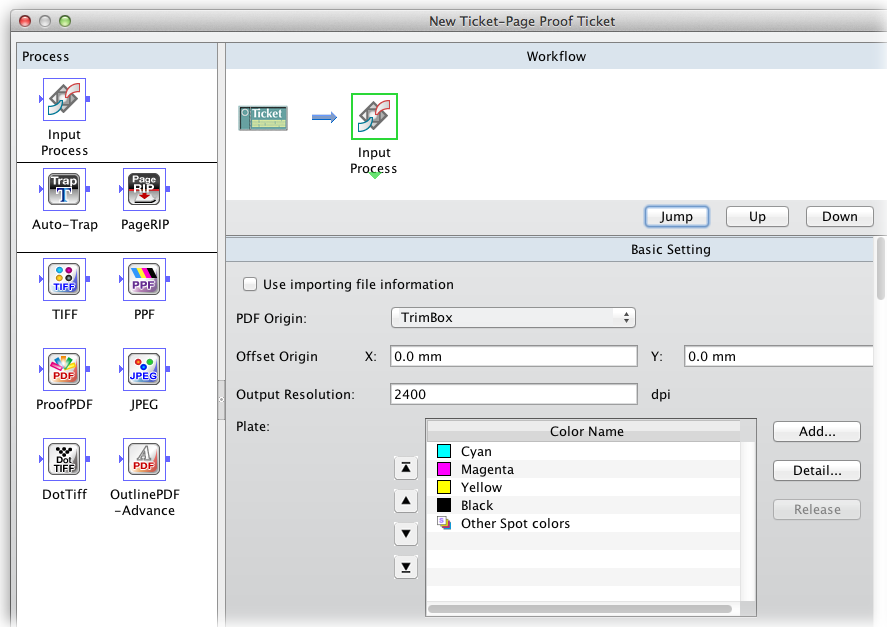 New Ticket-Page Proof Ticket
Process
Input
Process
Trap
T
Auto-Trap
Page
RIP
PageRIP
TIFF
TIFF
PPF
PPF
PDF
ProofPDF
JPEG
JPEG
Dot
TIFF
DotTiff
PDF
OutlinePDF
-Advance
Workflow
Ticket
Input
Process
Jump
Up
Down
Basic Setting
Use importing file information
PDF Origin:
TrimBox
Offset Origin
X:
0.0 mm
Y:
0.0 mm
Output Resolution:
2400
dpi
Plate:
Color Name
Cyan
Magenta
Yellow
Black
S
Other Spot colors
Add...
Detail...
Release